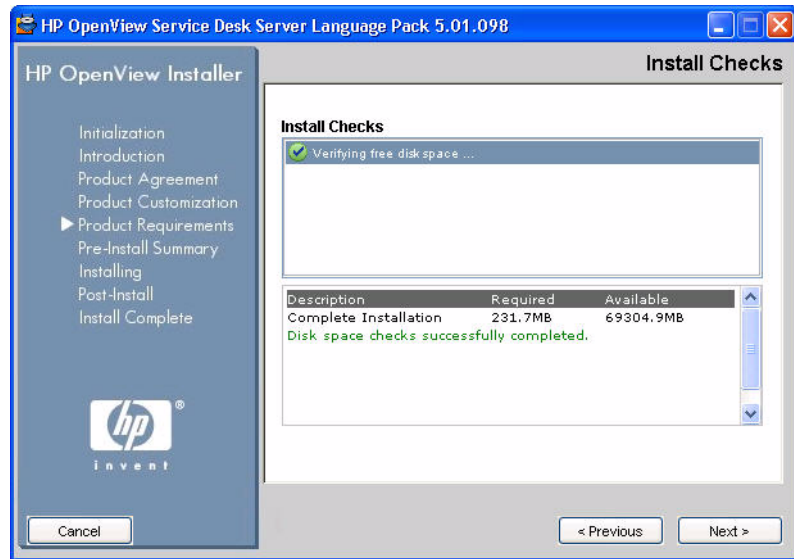 HP OpenView Service Desk Server Language Pack 5.01.098
HP OpenView Installer
Initialization
Introduction
Product Agreement
Product Customization
Product Requirements
Pre-Install Summary
Installing
Post-Install
Install Complete
hp
®
invent
Cancel
Install Checks
Install Checks
Verifying free disk space ...
Description Required Available
Complete Installation 231.7MB 69304.9MB
Disk space checks successfully completed.
< Previous
Next >